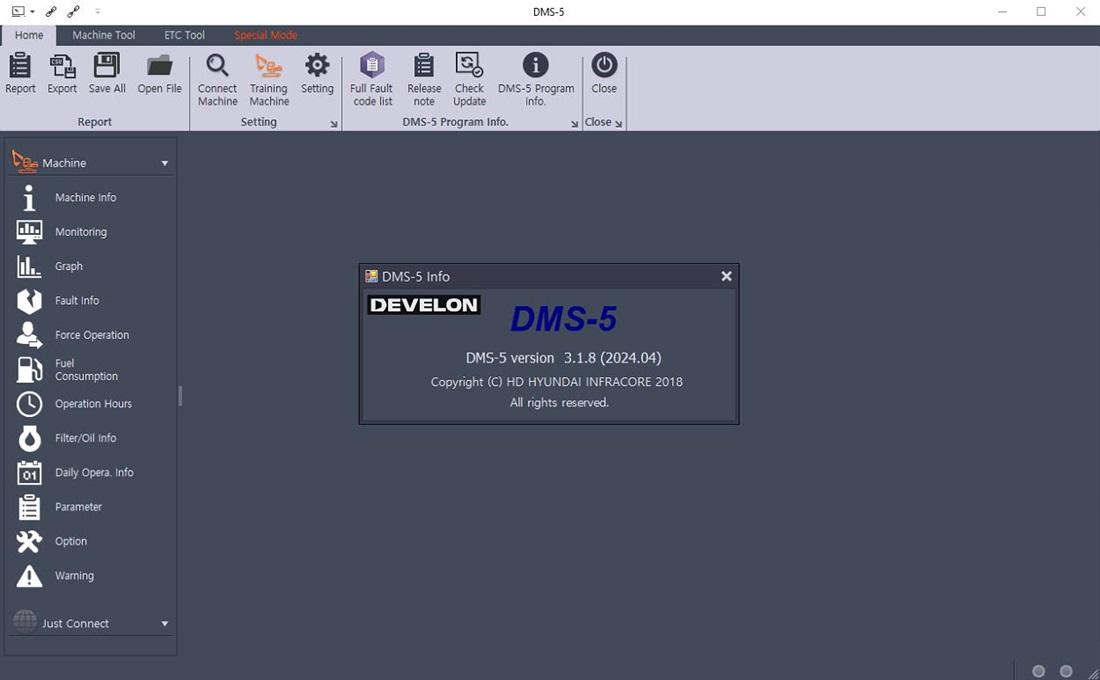 DMS-5
Home Machine Tool ETC Tool Special Mode
Report Export Save All Open File
Connect Machine
Training Machine
Setting
Full Fault code list
Release note
Check Update
DMS-5 Program Info.
Close
Report Setting DMS-5 Program Info. Close
Machine
Machine Info
Monitoring
Graph
Fault Info
Force Operation
Fuel
Consumption
Operation Hours
Filter/Oil Info
Daily Opera. Info
Parameter
Option
Warning
Just Connect
DMS-5 Info
DEVELON
DMS-5
DMS-5 version 3.1.8 (2024.04)
Copyright (C) HD HYUNDAI INFRACORE 2018
All rights reserved.